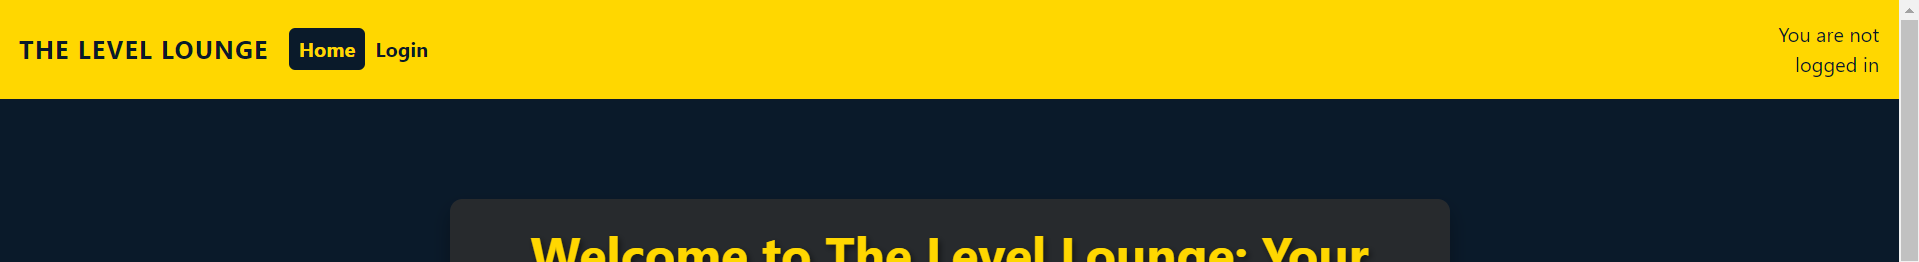 THE LEVEL LOUNGE Home Login
You are not
logged in
Welcome to The Level Lounge: Your